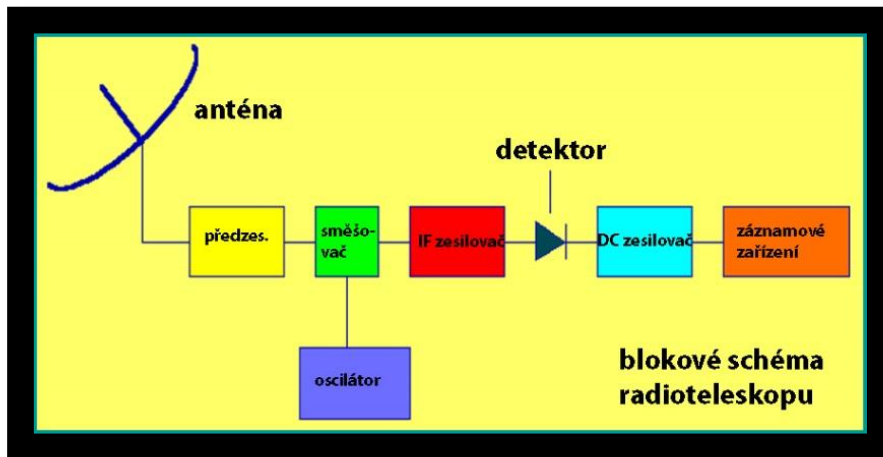 anténa
detektor
předzes.
směšo-
vač
IF zesilovač
DC zesilovač
záznamové
zařízení
oscilátor
blokové schéma
radioteleskopu